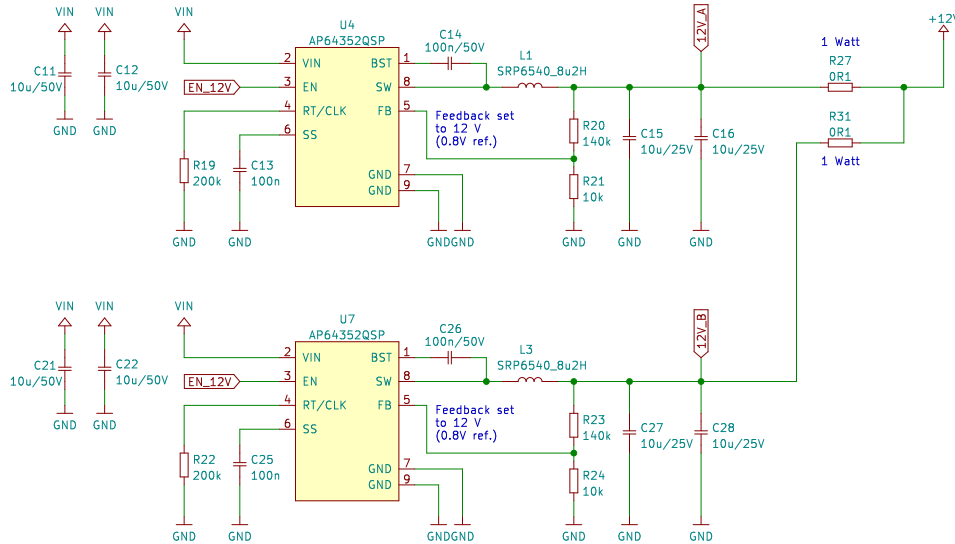 VIN
VIN
VIN
C11
10u/50V
C12
10u/50V
GND
GND
EN_12V
U4
AP64352QSP
2
VIN
3
EN
4
RT/CLK
6
SS
BST
1
SW
8
FB
5
GND
7
GND
9
R19
200k
C13
100n
GND
GND
C14
100n/50V
L1
SRP6540_8u2H
Feedback set
to 12 V
(0.8V ref.)
R20
140k
R21
10k
C15
10u/25V
C16
10u/25V
12V_A
GND
GND
GND
GND
GND
1 Watt
R27
0R1
R31
0R1
1 Watt
+12V
VIN
VIN
VIN
C21
10u/50V
C22
10u/50V
GND
GND
EN_12V
U7
AP64352QSP
2
VIN
3
EN
4
RT/CLK
6
SS
BST
1
SW
8
FB
5
GND
7
GND
9
R22
200k
C25
100n
GND
GND
C26
100n/50V
L3
SRP6540_8u2H
Feedback set
to 12 V
(0.8V ref.)
R23
140k
R24
10k
C27
10u/25V
C28
10u/25V
12V_B
GND
GND
GND
GND
GND